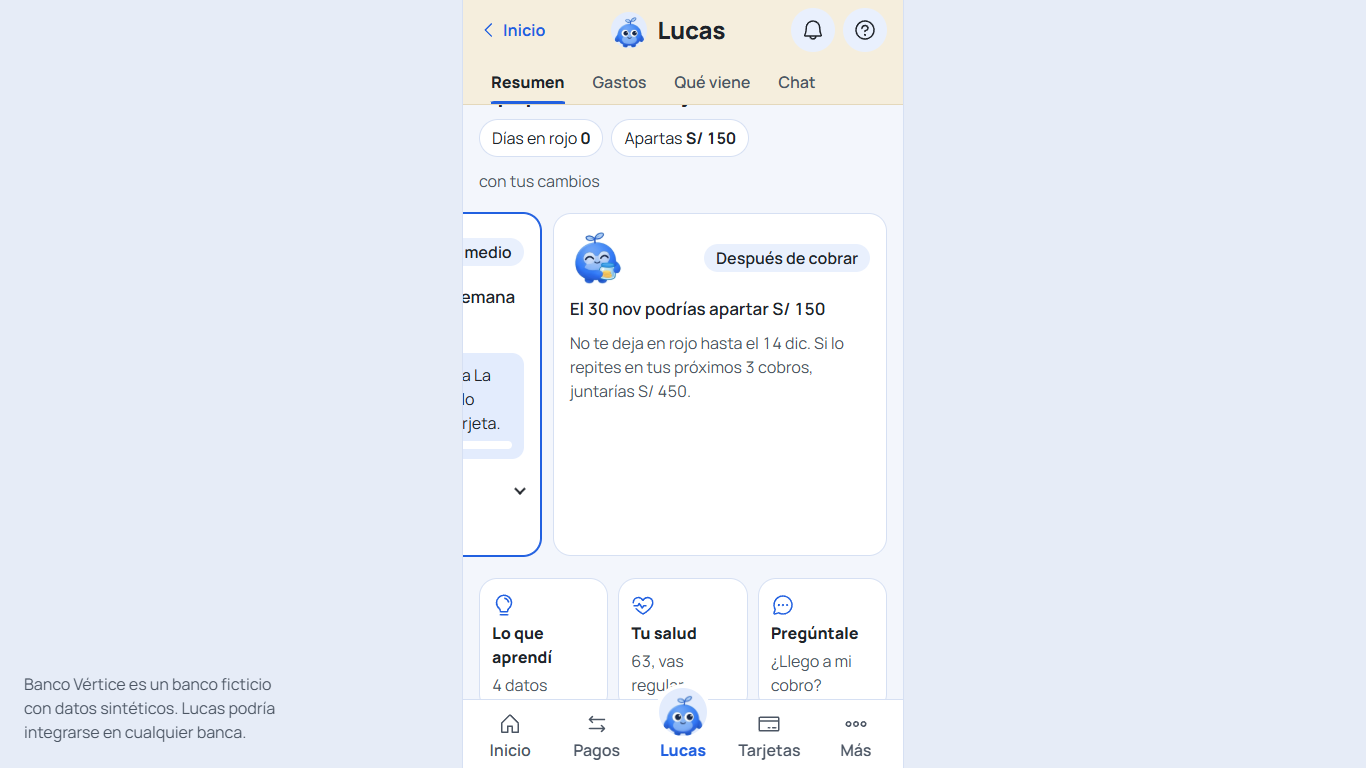 Inicio
Lucas
Resumen
Gastos
Qué viene
Chat
Días en rojo 0
Apartas S/ 150
con tus cambios
medio
emana
a La
lo
rjeta.
Después de cobrar
El 30 nov podrías apartar S/ 150
No te deja en rojo hasta el 14 dic. Si lo
repites en tus próximos 3 cobros,
juntarías S/ 450.
Lo que
aprendí
4 datos
Tu salud
63, vas
regular
Pregúntale
¿Llego a mi
cobro?
Banco Vértice es un banco ficticio
con datos sintéticos. Lucas podría
integrarse en cualquier banca.
Inicio
Pagos
Lucas
Tarjetas
Más